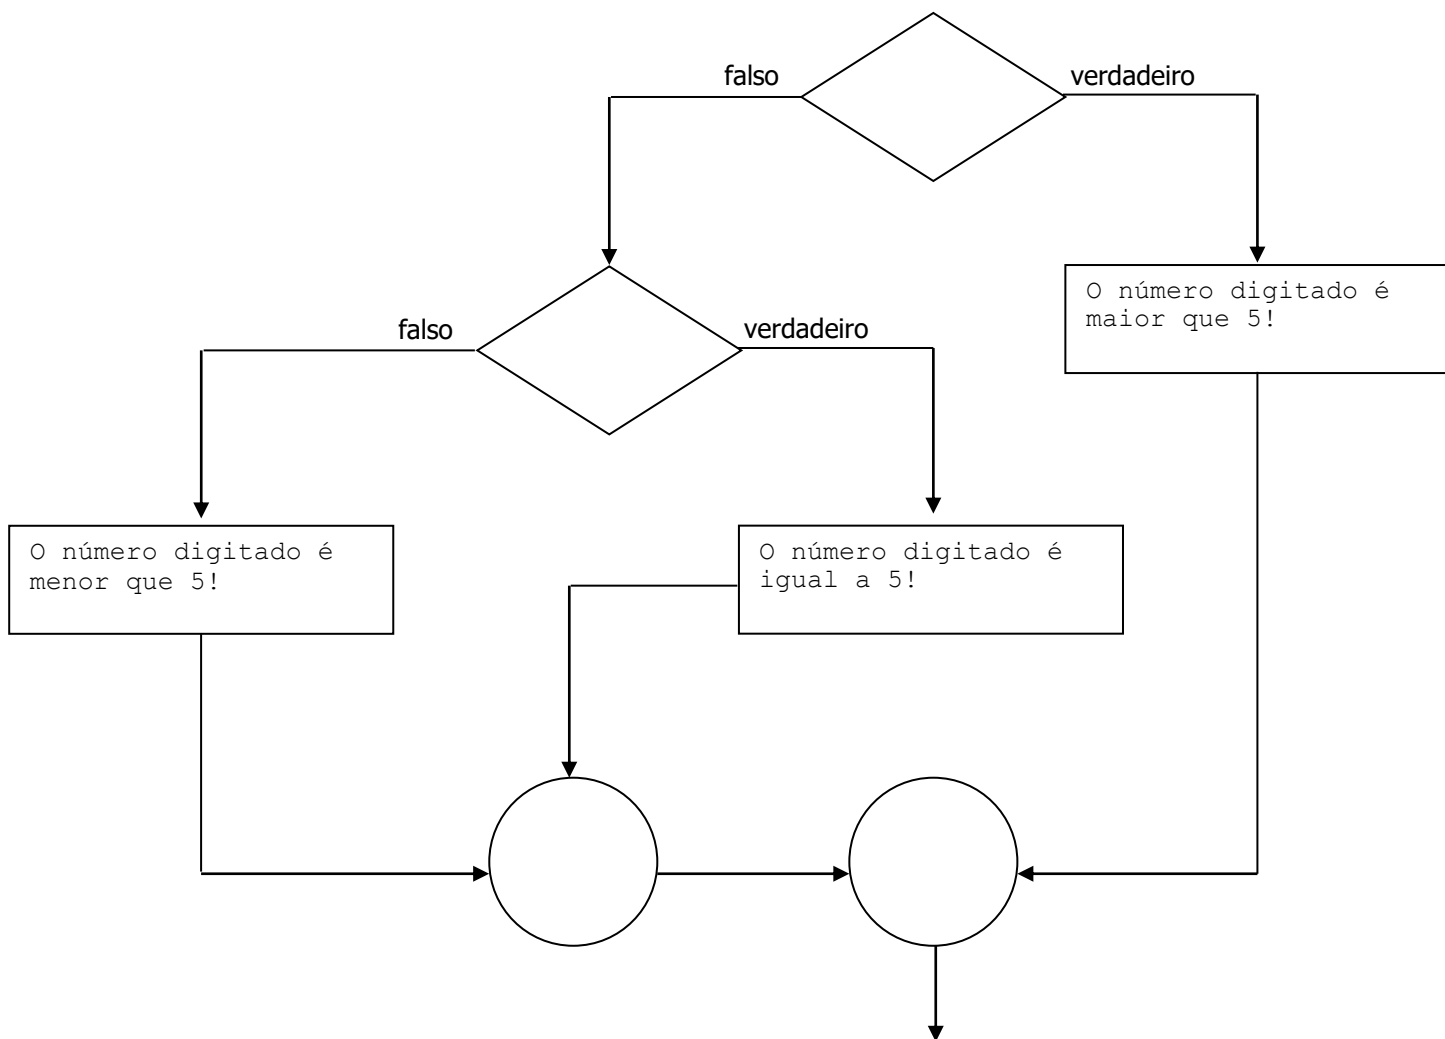 falso
verdadeiro
O número digitado é
maior que 5!
falso
verdadeiro
O número digitado é
menor que 5!
O número digitado é
igual a 5!